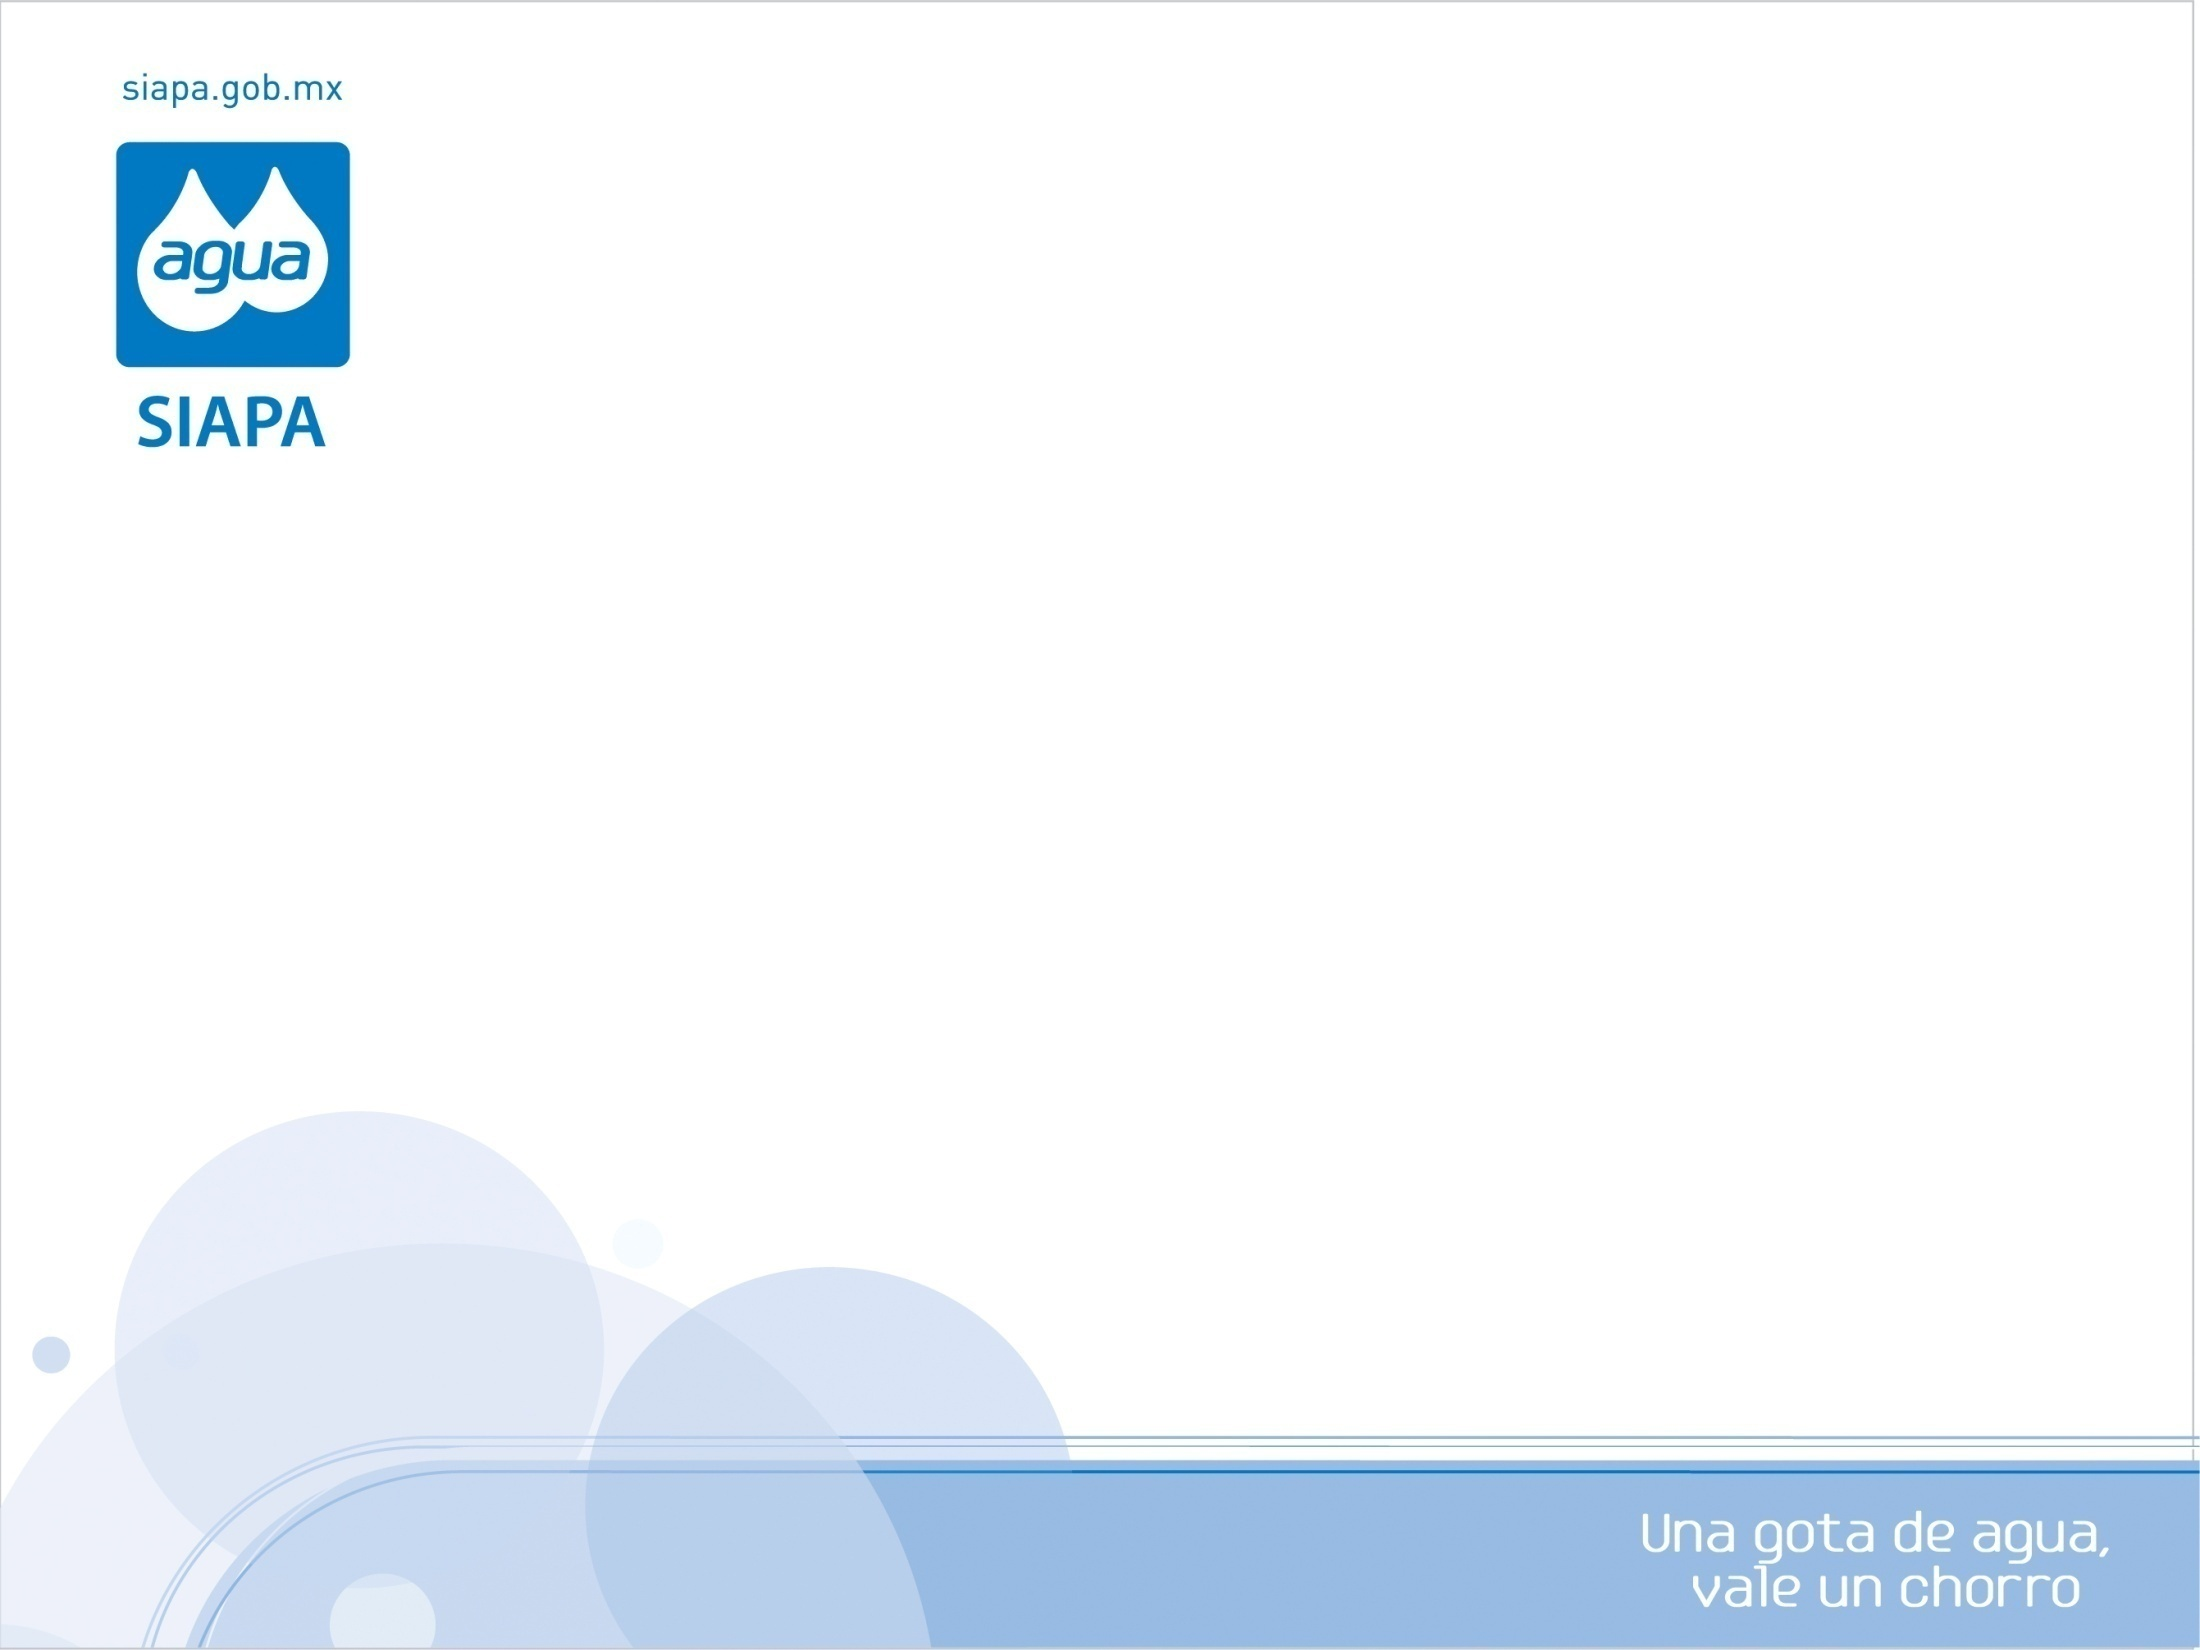 siapa.gob.mx
agua
SIAPA
Una gota de agua,
vale un chorro